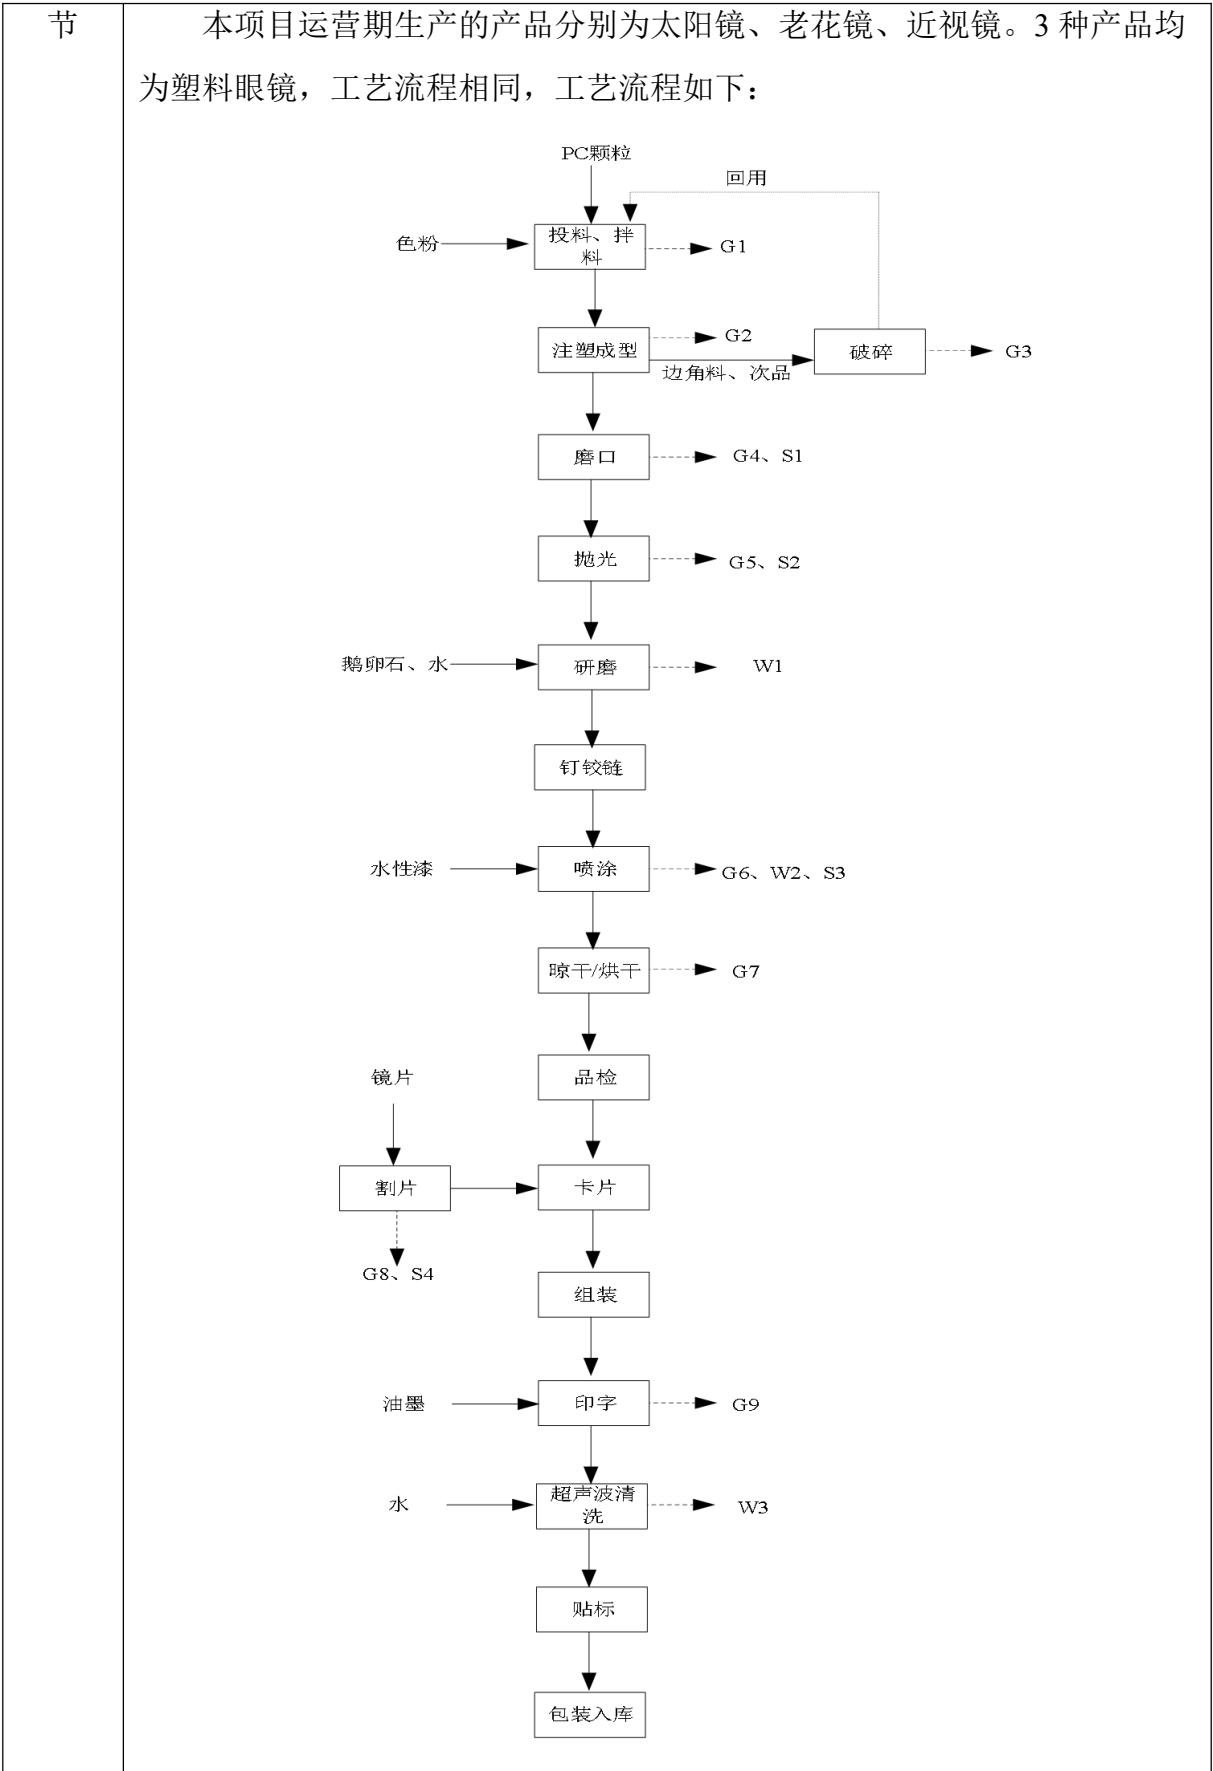 节
本项目运营期生产的产品分别为太阳镜、老花镜、近视镜。3 种产品均
为塑料眼镜，工艺流程相同，工艺流程如下：
PC颗粒
回用
色粉
投料、拌
料
G1
注塑成型
G2
边角料、次品
破碎
G3
磨口
G4、S1
抛光
G5、S2
鹅卵石、水
研磨
W1
钉铰链
水性漆
喷涂
G6、W2、S3
晾干/烘干
G7
品检
镜片
割片
卡片
G8、S4
组装
油墨
印字
G9
水
超声波清
洗
W3
贴标
包装入库